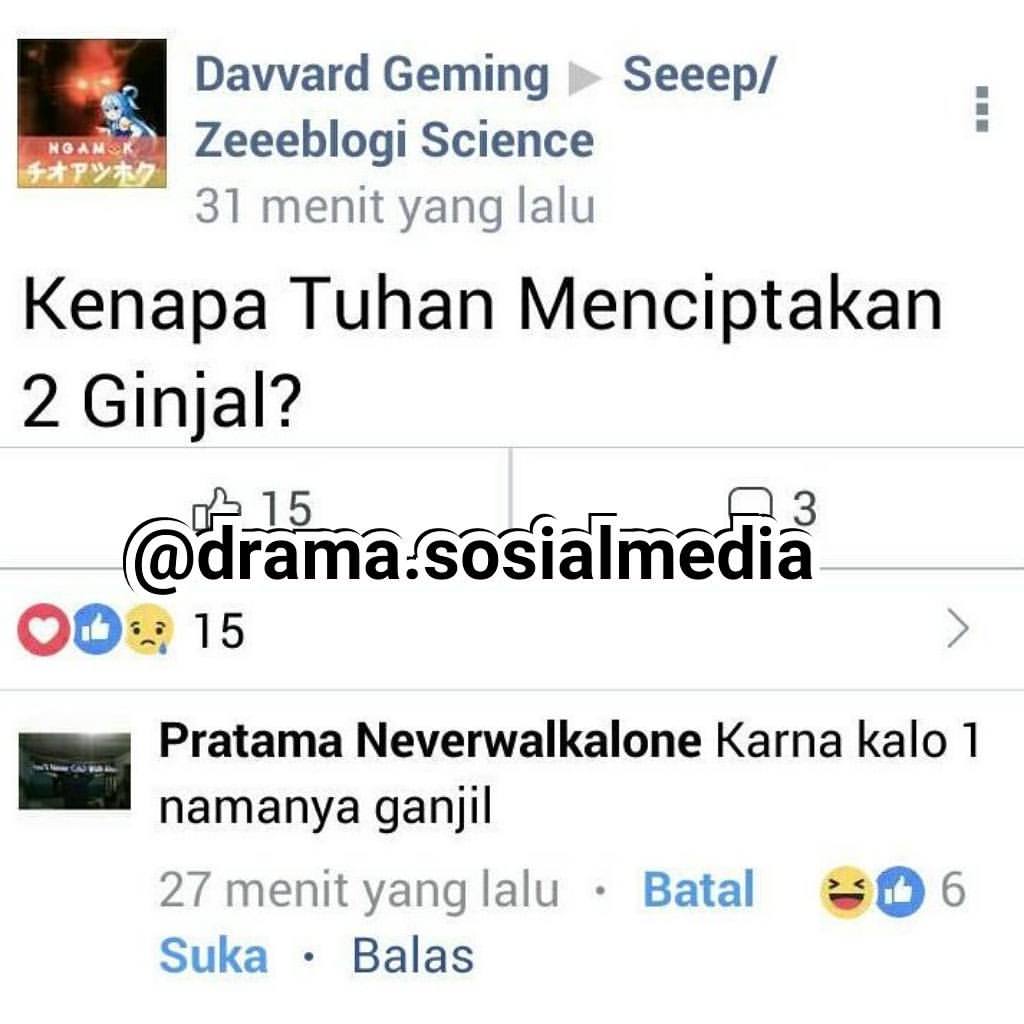 Davvard Geming ▶ Seeep/
Zeeeblogi Science
31 menit yang lalu
NGAMOK
チオアツホク
Kenapa Tuhan Menciptakan
2 Ginjal?
15
3
@drama.sosialmedia
15
Pratama Neverwalkalone Karna kalo 1
namanya ganjil
27 menit yang lalu · Batal 6
Suka · Balas